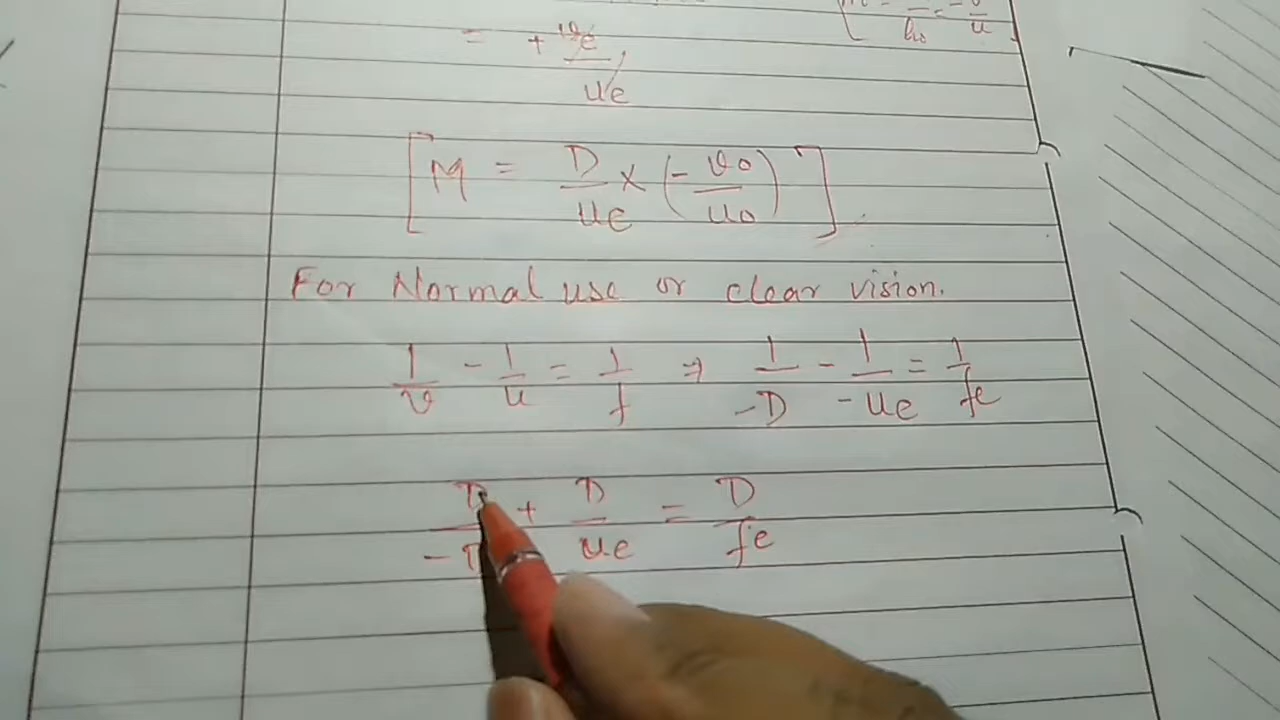 ho u
= + ve / ue
[ M = D / ue × ( - vo / uo ) ]
For Normal use or clear vision.
1/v - 1/u = 1/f ⇒ 1/-D - 1/-ue = 1/fe
D/-D + D/ue = D/fe